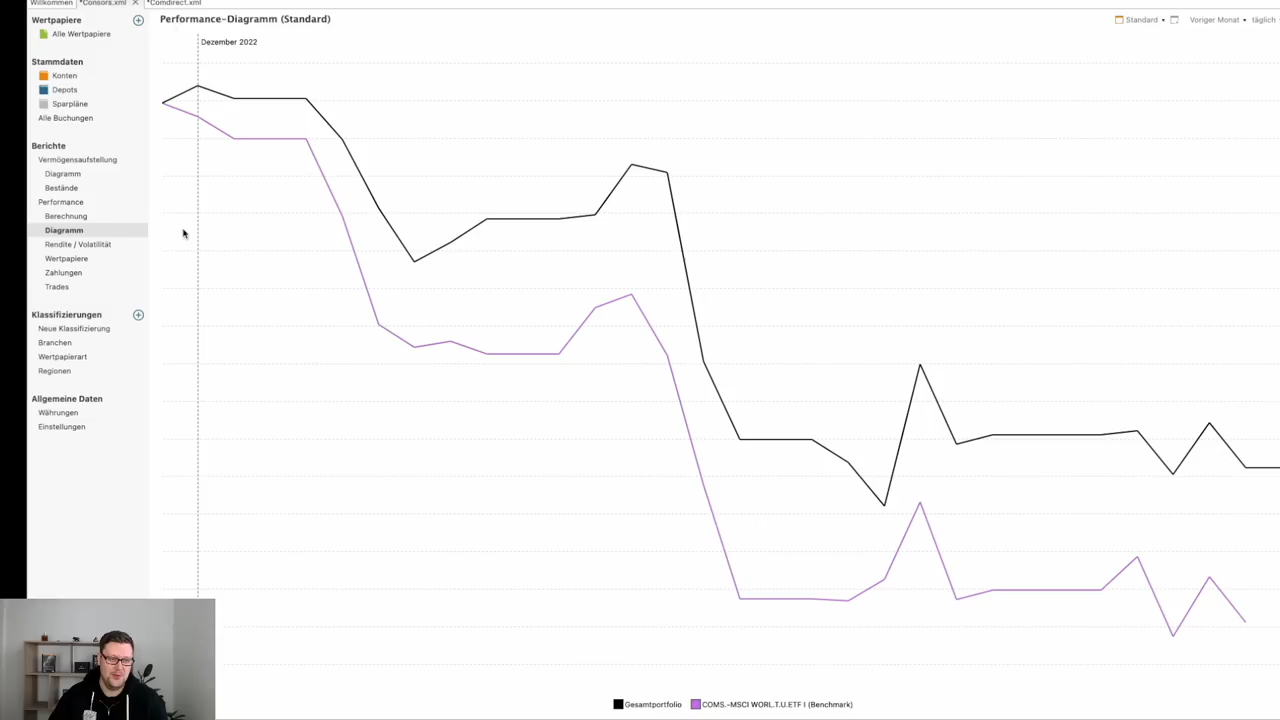 Willkommen *Consors.xml *Comdirect.xml
Wertpapiere
Alle Wertpapiere
Stammdaten
Konten
Depots
Sparpläne
Alle Buchungen
Berichte
Vermögensaufstellung
Diagramm
Bestände
Performance
Berechnung
Diagramm
Rendite / Volatilität
Wertpapiere
Zahlungen
Trades
Klassifizierungen
Neue Klassifizierung
Branchen
Wertpapierart
Regionen
Allgemeine Daten
Währungen
Einstellungen
Performance-Diagramm (Standard)
Standard Voriger Monat täglich
Dezember 2022
Gesamtportfolio COMS.-MSCI WORL.T.U.ETF I (Benchmark)